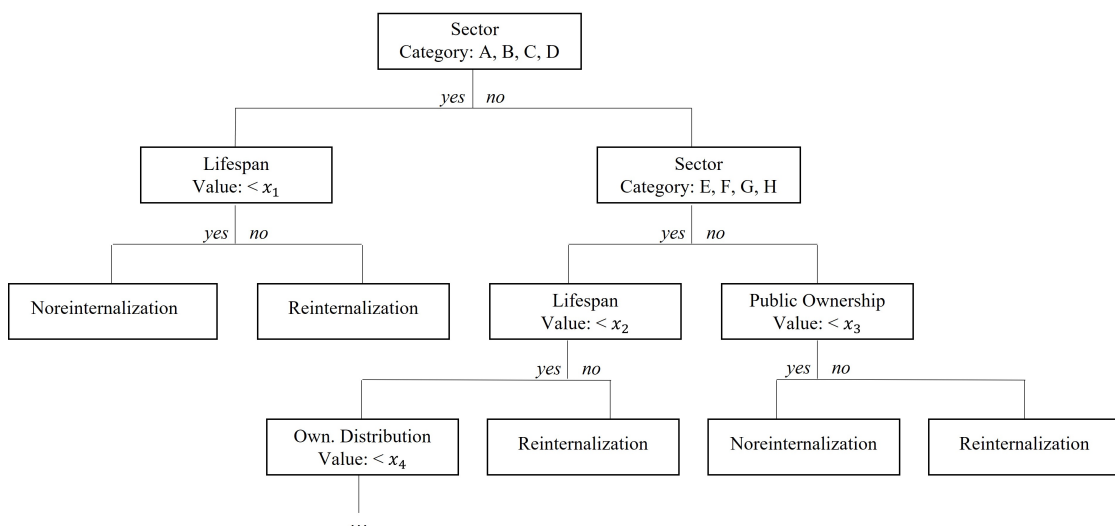 Sector
Category: A, B, C, D
yes no
Lifespan
Value: < x₁
Sector
Category: E, F, G, H
yes no
yes no
Noreinternalization
Reinternalization
Lifespan
Value: < x₂
Public Ownership
Value: < x₃
yes no
yes no
Own. Distribution
Value: < x₄
Reinternalization
Noreinternalization
Reinternalization
...